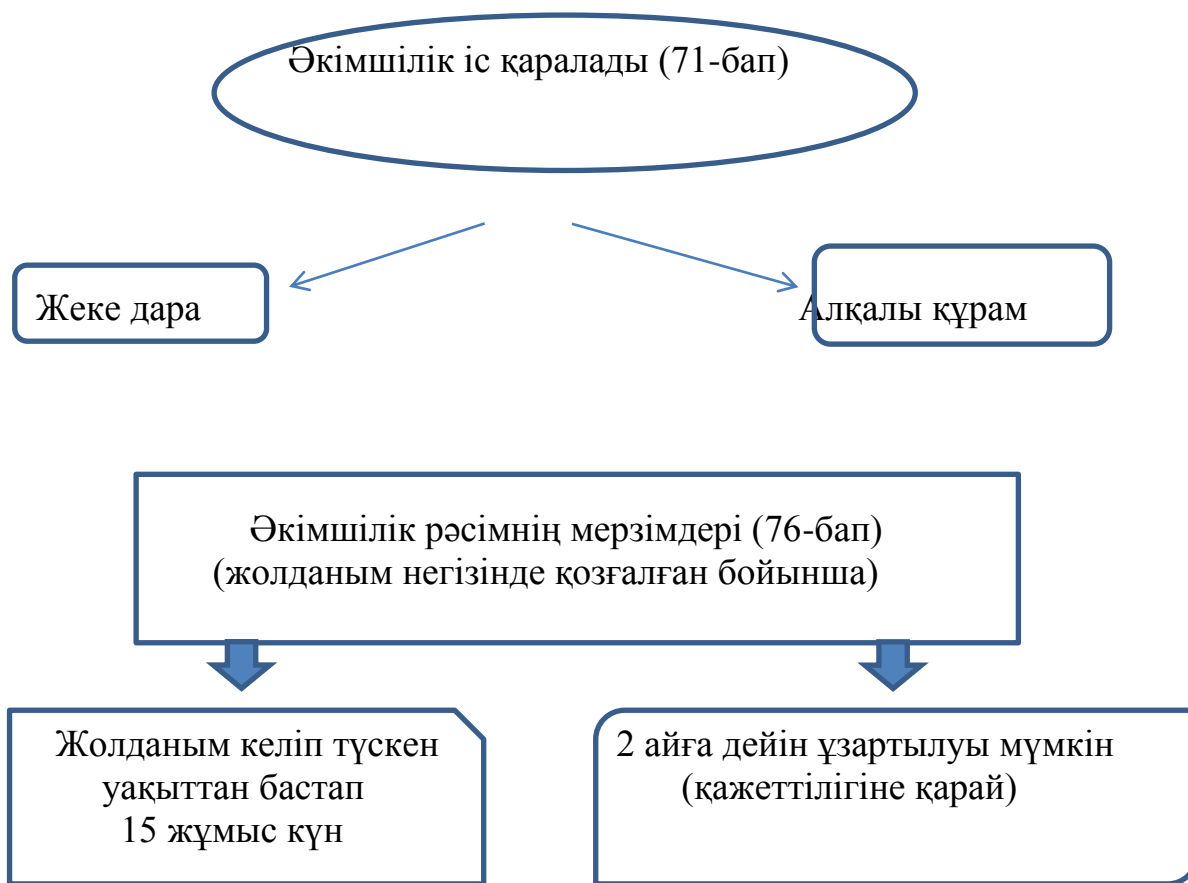 Әкімшілік іс қаралады (71-бап)
Жеке дара
Алқалы құрам
Әкімшілік рәсімнің мерзімдері (76-бап)
(жолданым негізінде қозғалған бойынша)
Жолданым келіп түскен
уақыттан бастап
15 жұмыс күн
2 айға дейін ұзартылуы мүмкін
(қажеттілігіне қарай)